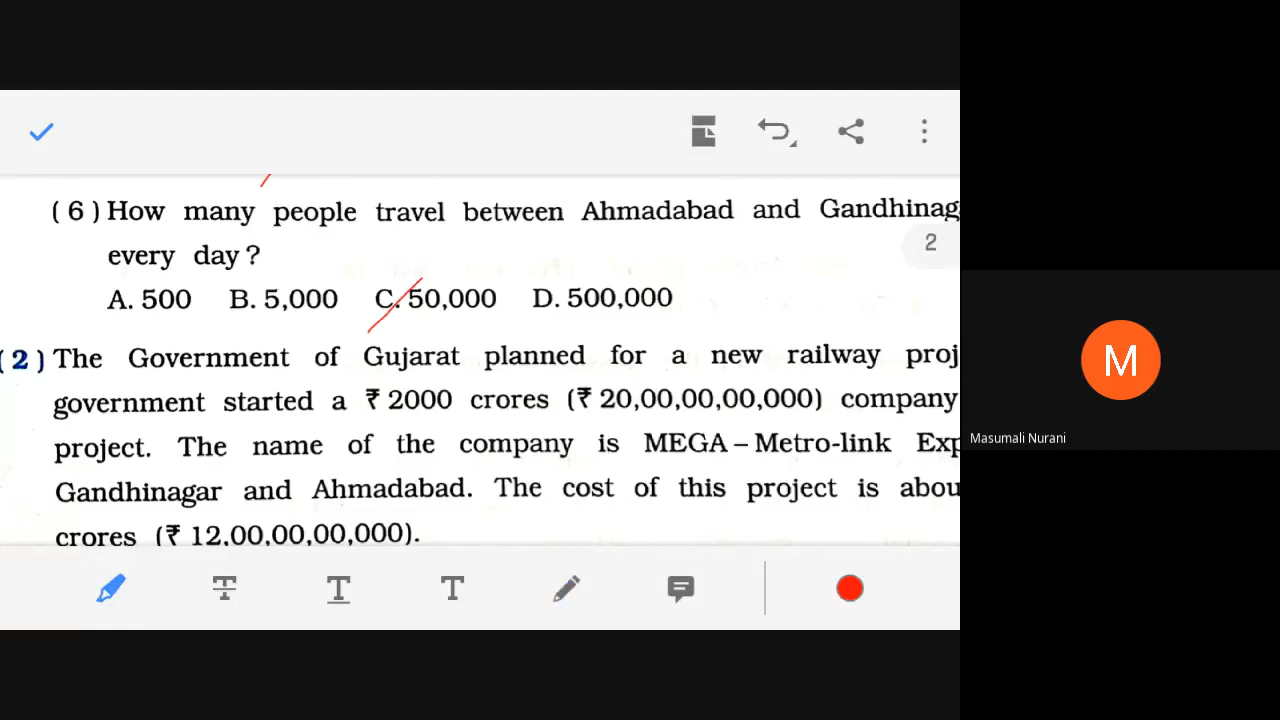 ( 6 ) How many people travel between Ahmadabad and Gandhinag
2
every day ?
A. 500 B. 5,000 C. 50,000 D. 500,000
( 2 ) The Government of Gujarat planned for a new railway proj
government started a ₹ 2000 crores (₹ 20,00,00,00,000) company
project. The name of the company is MEGA – Metro-link Exp
Gandhinagar and Ahmadabad. The cost of this project is abou
crores (₹ 12,00,00,00,000).
M
Masumali Nurani